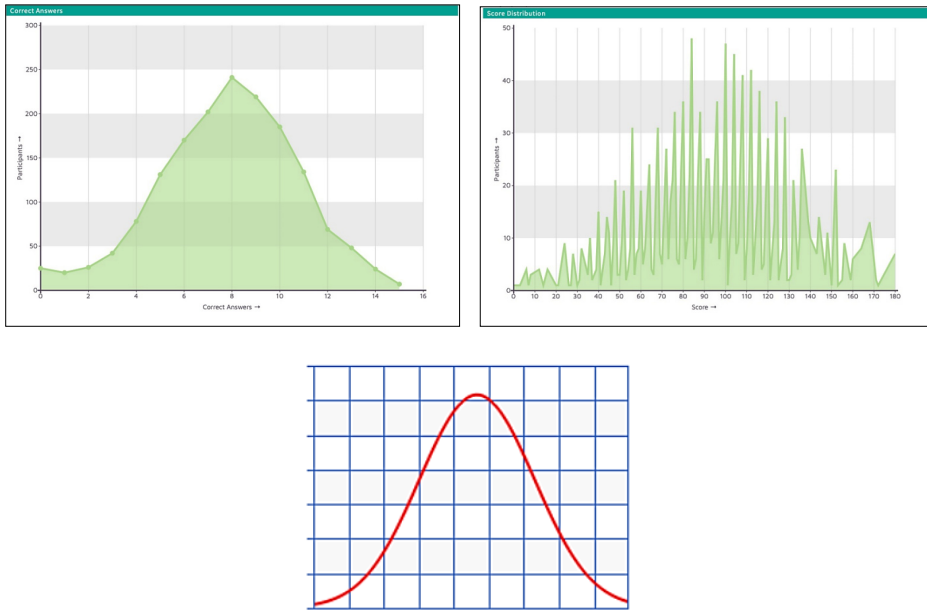 Correct Answers
300
250
200
150
100
50
0
Participants →
0 2 4 6 8 10 12 14 16
Correct Answers →
Score Distribution
50
40
30
20
10
0
Participants →
0 10 20 30 40 50 60 70 80 90 100 110 120 130 140 150 160 170 180
Score →